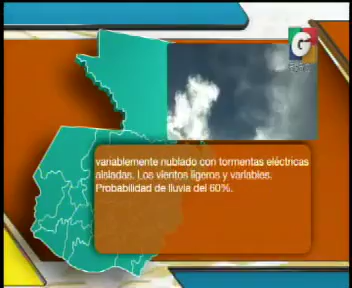 G
variablemente nublado con tormentas eléctricas
aisladas. Los vientos ligeros y variables.
Probabilidad de lluvia del 60%.